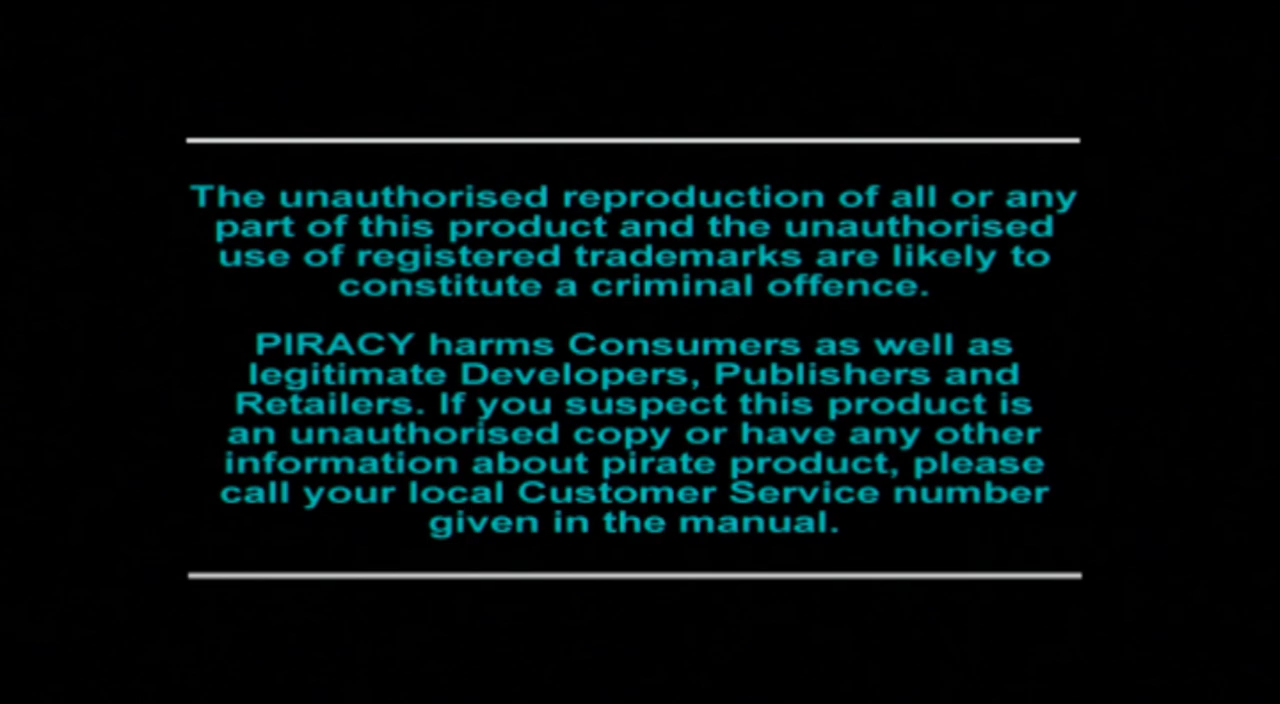 The unauthorised reproduction of all or any
part of this product and the unauthorised
use of registered trademarks are likely to
constitute a criminal offence.
PIRACY harms Consumers as well as
legitimate Developers, Publishers and
Retailers. If you suspect this product is
an unauthorised copy or have any other
information about pirate product, please
call your local Customer Service number
given in the manual.